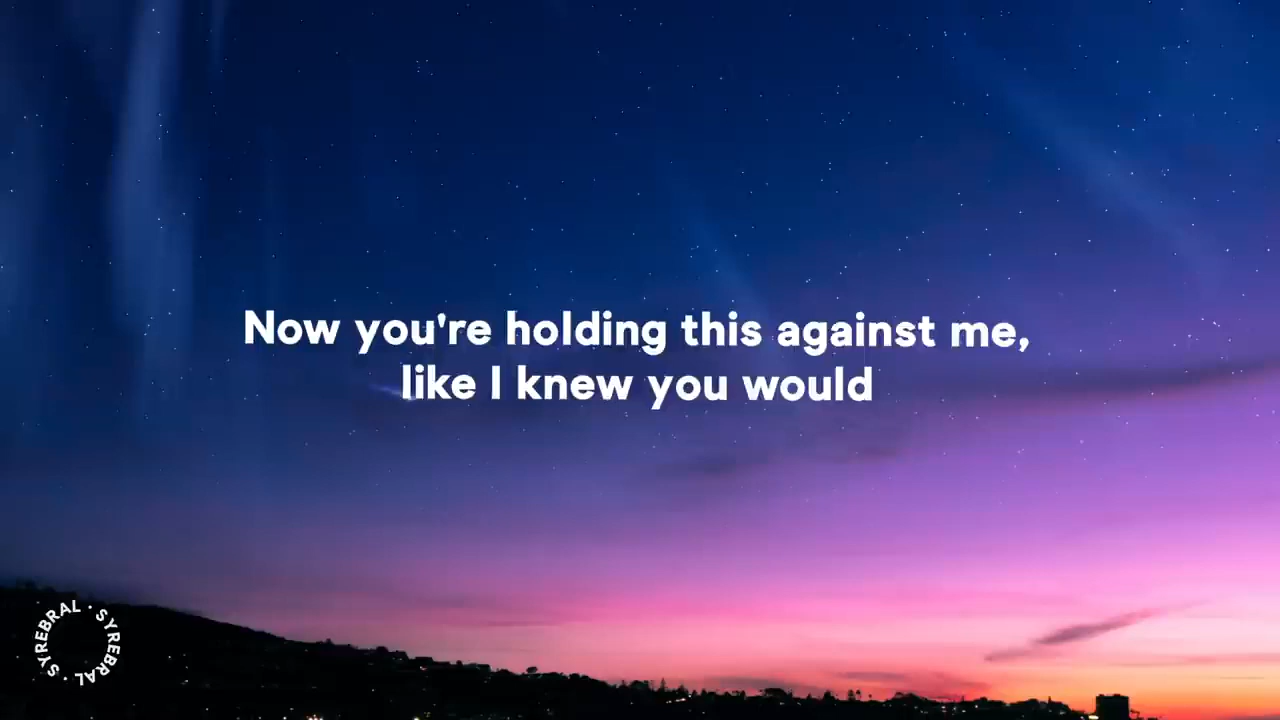 Now you're holding this against me,
like I knew you would
SYREBRAL · SYREBRAL ·